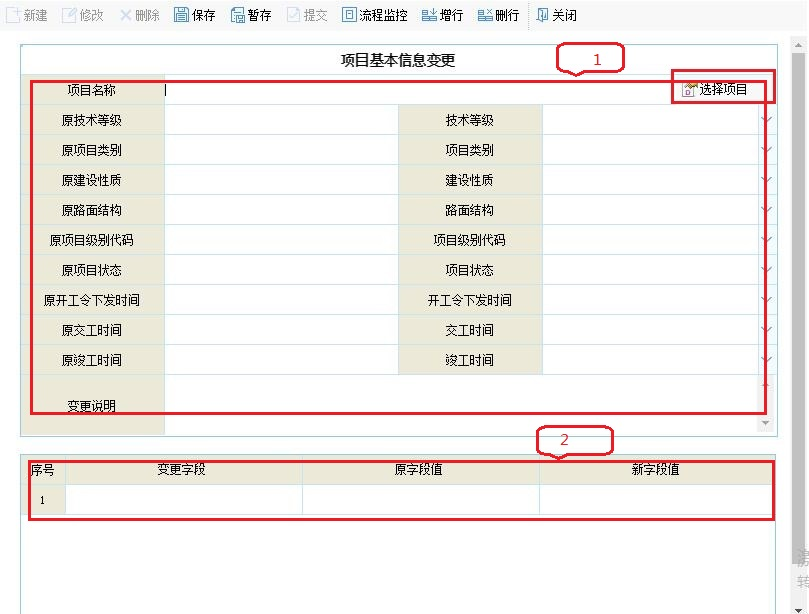 新建 修改 删除 保存 暂存 提交 流程监控 增行 删行 关闭
项目基本信息变更
1
项目名称 选择项目
原技术等级 技术等级
原项目类别 项目类别
原建设性质 建设性质
原路面结构 路面结构
原项目级别代码 项目级别代码
原项目状态 项目状态
原开工令下发时间 开工令下发时间
原交工时间 交工时间
原竣工时间 竣工时间
变更说明
2
序号 变更字段 原字段值 新字段值
1
转